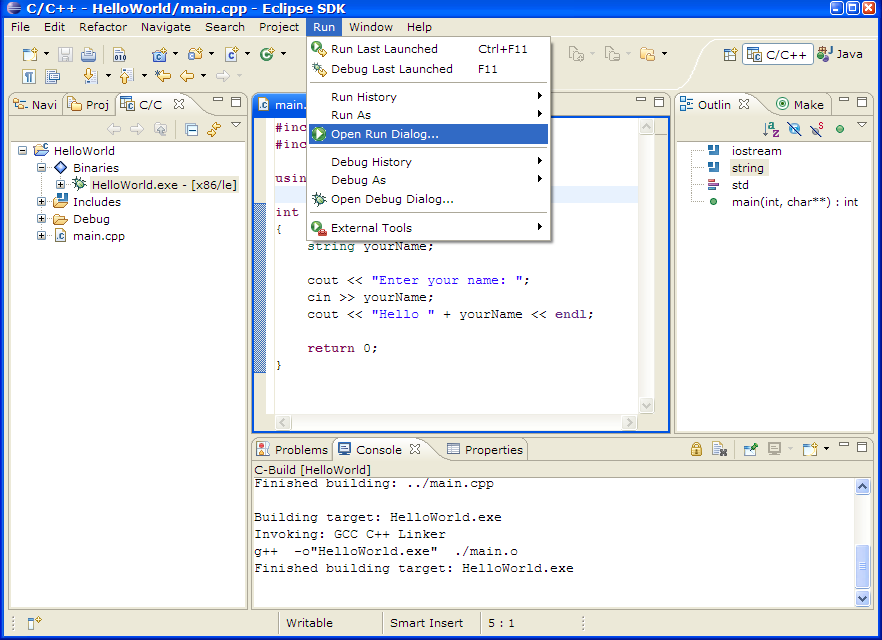 C/C++ - HelloWorld/main.cpp - Eclipse SDK
File Edit Refactor Navigate Search Project Run Window Help
Run Last Launched Ctrl+F11
Debug Last Launched F11
Run History
Run As
Open Run Dialog...
Debug History
Debug As
Open Debug Dialog...
External Tools
010
C/C++
Java
Navi
Proj
C/C
HelloWorld
Binaries
HelloWorld.exe - [x86/le]
Includes
Debug
main.cpp
main.
#inc
#inc
usin
int
{
string yourName;
cout << "Enter your name: ";
cin >> yourName;
cout << "Hello " + yourName << endl;
return 0;
}
Outlin
Make
iostream
string
std
main(int, char**) : int
Problems
Console
Properties
C-Build [HelloWorld]
Finished building: ../main.cpp
Building target: HelloWorld.exe
Invoking: GCC C++ Linker
g++ -o"HelloWorld.exe" ./main.o
Finished building target: HelloWorld.exe
Writable
Smart Insert
5 : 1